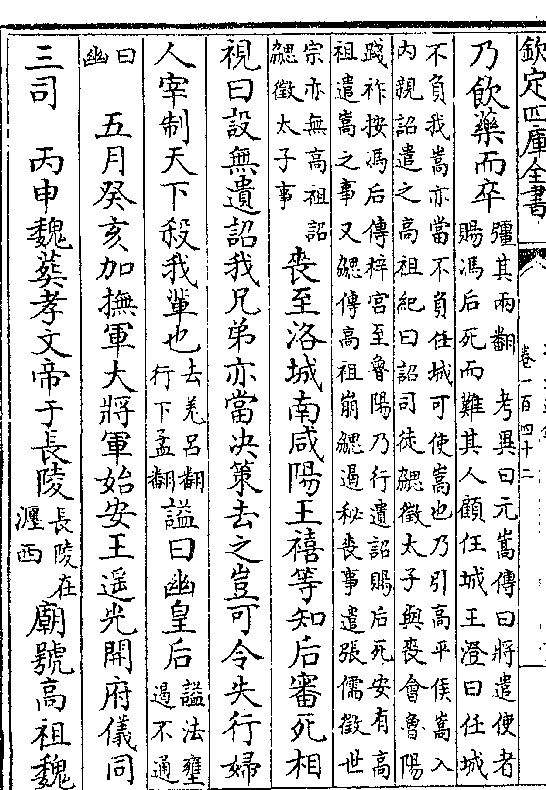 欽定四庫全書
卷一百四十二
乃飲藥而卒
彊其兩翻　考異曰元嵩傳曰將遣使者
賜馮后死而難其人顧任城王澄曰任城
不負我嵩亦當不負任城可使嵩也乃引高平侯嵩入
内親詔遣之高祖紀曰詔司徒勰徵太子與喪會魯陽
踐祚按馮后傳梓宮至魯陽乃行遺詔賜后死安有高
祖遣嵩之事又勰傳高祖崩勰遏秘喪事遣張儒徵世
宗亦無高祖詔
勰徵太子事
喪至洛城南咸陽王禧等知后審死相
視曰設無遺詔我兄弟亦當决策去之豈可令失行婦
人宰制天下殺我輩也
去羌呂翻
行下孟翻
諡曰幽皇后
諡法壅
遏不通
曰
幽
五月癸亥加撫軍大將軍始安王遥光開府儀同
三司　丙申魏葬孝文帝于長陵
長陵在
瀍西
廟號高祖魏